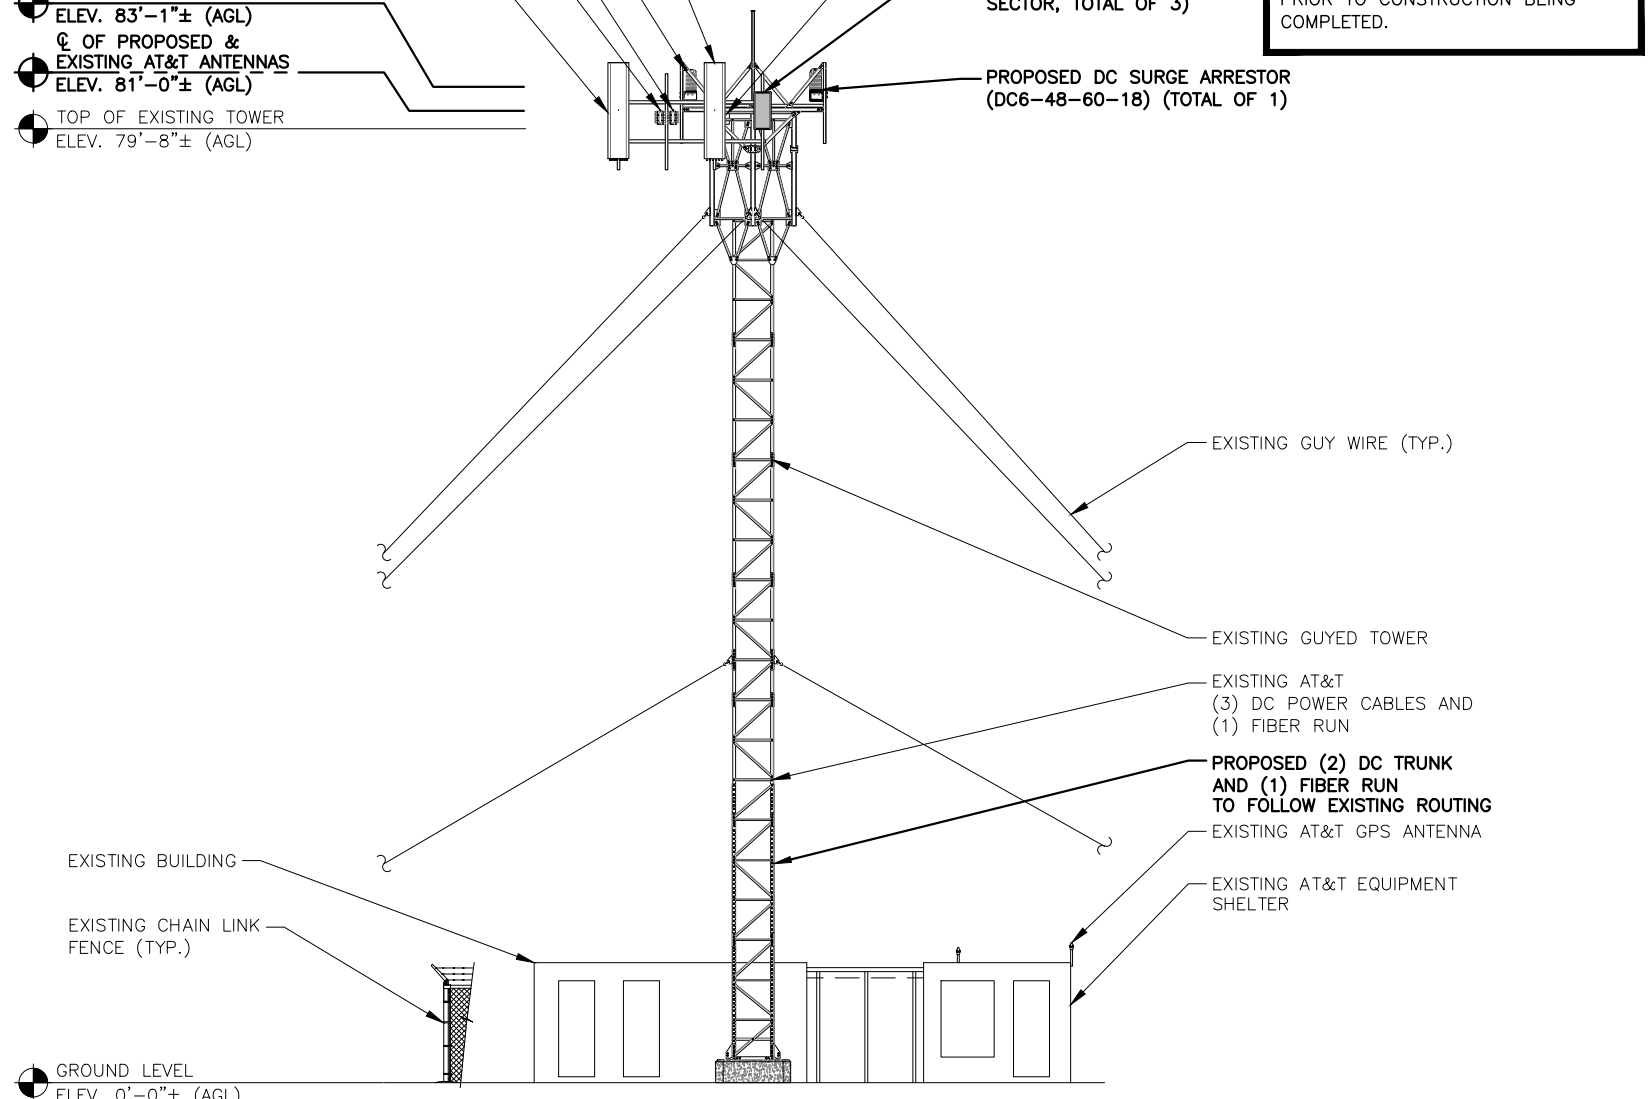 ELEV. 83'-1"± (AGL)
℄ OF PROPOSED &
EXISTING AT&T ANTENNAS
ELEV. 81'-0"± (AGL)
TOP OF EXISTING TOWER
ELEV. 79'-8"± (AGL)
SECTOR, TOTAL OF 3)
PRIOR TO CONSTRUCTION BEING
COMPLETED.
PROPOSED DC SURGE ARRESTOR
(DC6-48-60-18) (TOTAL OF 1)
EXISTING GUY WIRE (TYP.)
EXISTING GUYED TOWER
EXISTING AT&T
(3) DC POWER CABLES AND
(1) FIBER RUN
PROPOSED (2) DC TRUNK
AND (1) FIBER RUN
TO FOLLOW EXISTING ROUTING
EXISTING AT&T GPS ANTENNA
EXISTING AT&T EQUIPMENT
SHELTER
EXISTING BUILDING
EXISTING CHAIN LINK
FENCE (TYP.)
GROUND LEVEL
ELEV. 0'-0"± (AGL)